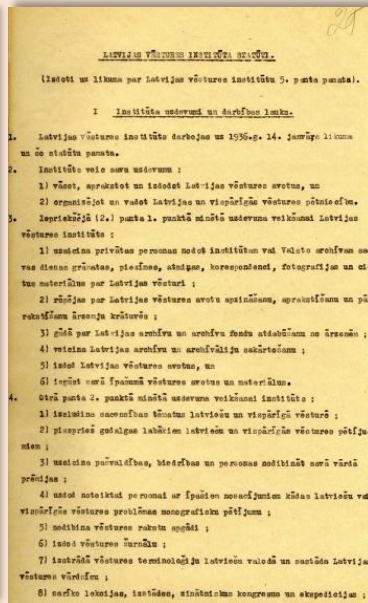 25
LATVIJAS VĒSTURES INSTITŪTA STATŪTI.
(Izdoti uz likuma par Latvijas vēstures institūtu 5. panta pamata).
I Institūta uzdevumi un darbības lauks.
1. Latvijas vēstures institūts darbojas uz 1936.g. 14. janvāra likuma
un šo statūtu pamata.
2. Institūts veic savu uzdevumu :
1) vācot, aprakstot un izdodot Latvijas vēstures avotus, un
2) organizējot un vadot Latvijas un vispārīgās vēstures pētniecību.
3. Iepriekšējā (2.) panta 1. punktā minētā uzdevuma veikšanai Latvijas
vēstures institūts :
1) uzaicina privātas personas nodot institūtam vai Valsts archīvam sa-
vas dienas grāmatas, piezīmes, atmiņas, korespondenci, fotografijas un ci-
tus materiālus par Latvijas vēsturi ;
2) rūpējas par Latvijas vēstures avotu apzināšanu, aprakstīšanu un pār-
rakstīšanu ārzemju krātuvēs ;
3) gādā par Latvijas archīvu un archīvu fondu atdabūšanu no ārzemēm ;
4) veicina Latvijas archīvu un archīvāliju sakārtošanu ;
5) izdod Latvijas vēstures avotus, un
6) iegūst savā īpašumā vēstures avotus un materiālus.
4. Otrā panta 2. punktā minētā uzdevuma veikšanai institūts :
1) izsludina sacensības tēmatus latviešu un vispārīgā vēsturē ;
2) piespriež godalgas labākiem latviešu un vispārīgās vēstures pētīju-
miem ;
3) uzaicina pašvaldības, biedrības un personas nodibināt savā vārdā
prēmijas ;
4) uzdod noteiktai personai ar īpašiem nosacījumiem kādas latviešu vai
vispārīgās vēstures problēmas monografisku pētījumu ;
5) nodibina vēstures rakstu apgādi ;
6) izdod vēstures žurnālu ;
7) izstrādā vēstures terminoloģiju latviešu valodā un sastāda Latvijas
vēstures vārdnīcu ;
8) sarīko lekcijas, izstādes, zinātniskus kongresus un ekspedicijas ;